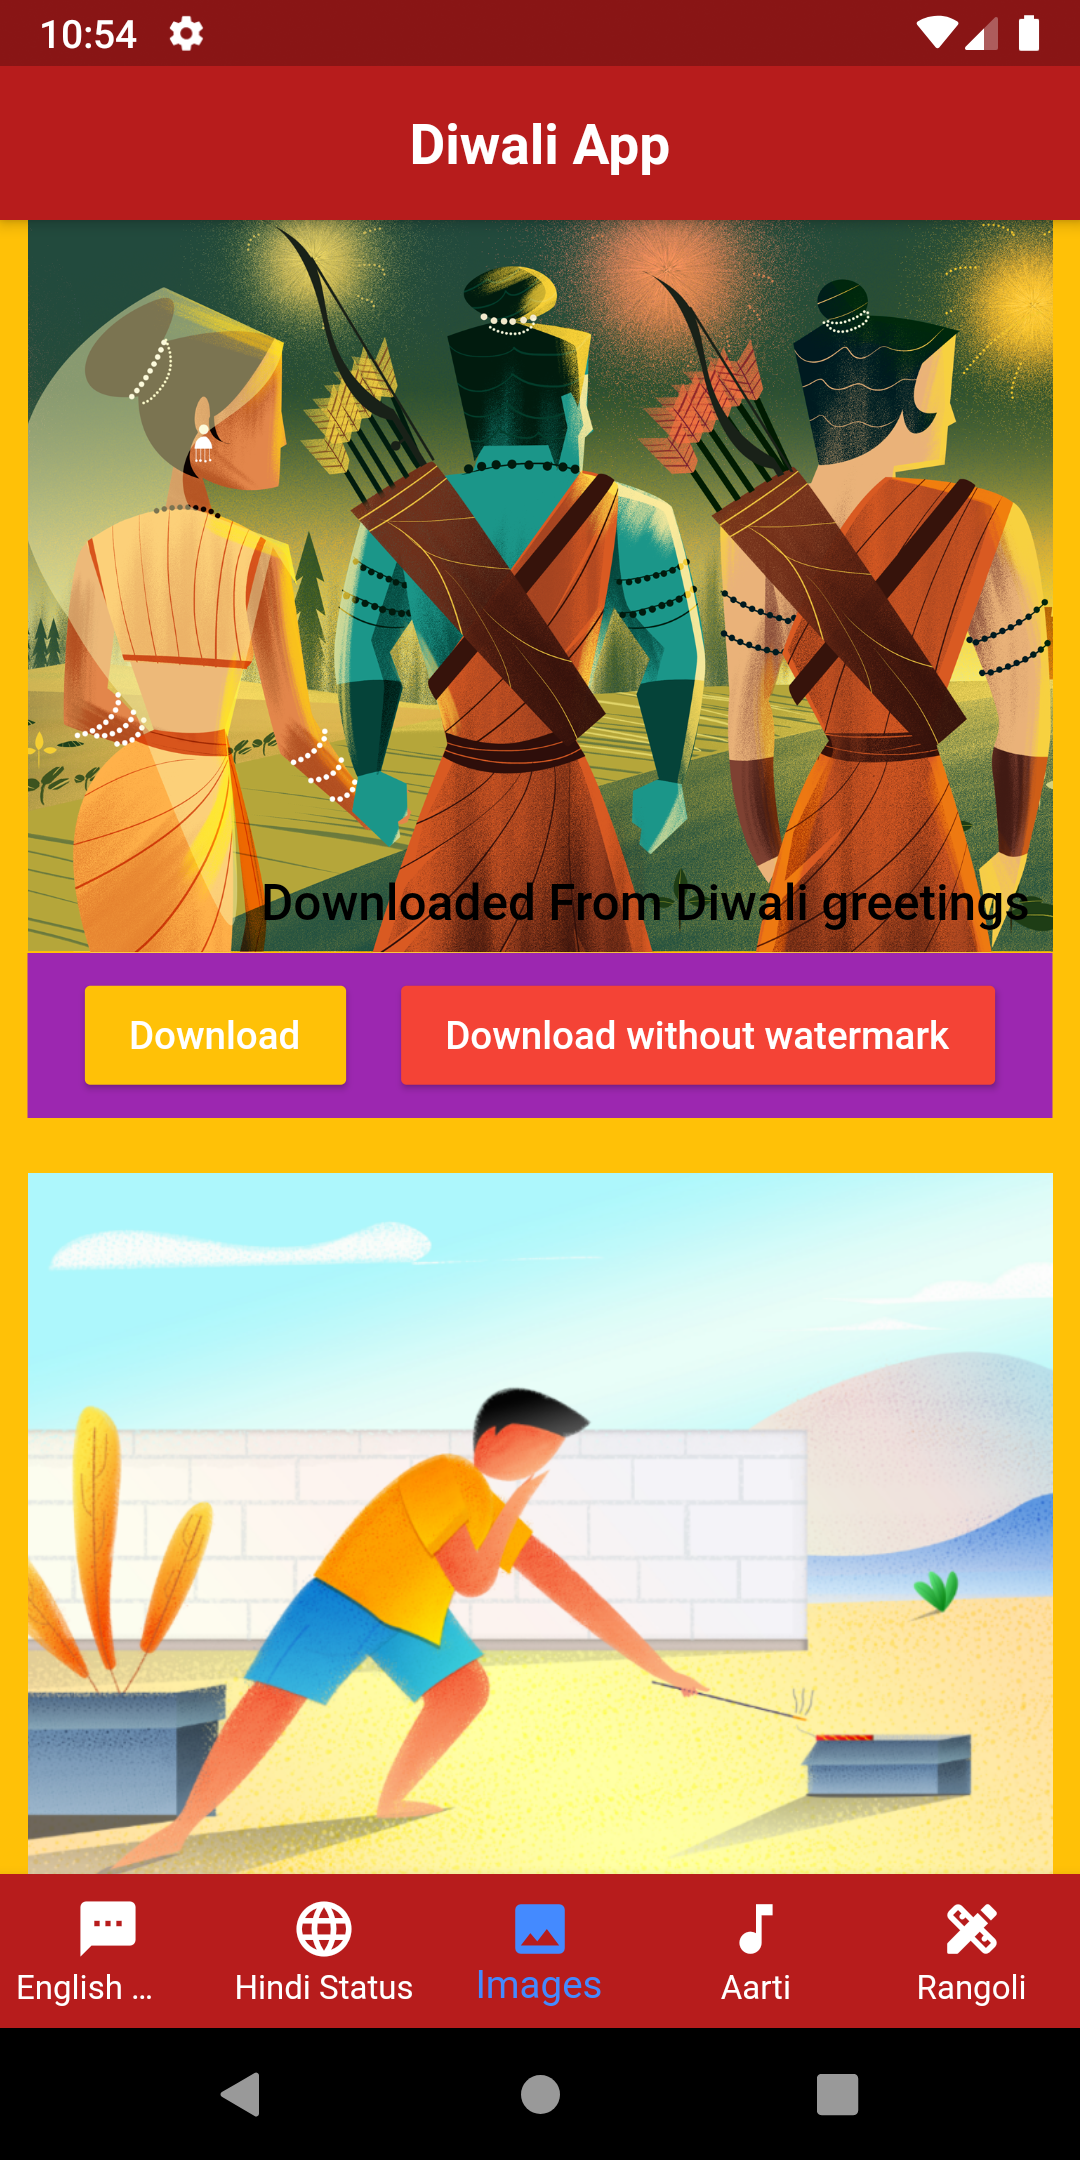 10:54
Diwali App
Downloaded From Diwali greetings
Download
Download without watermark
English ...
Hindi Status
Images
Aarti
Rangoli